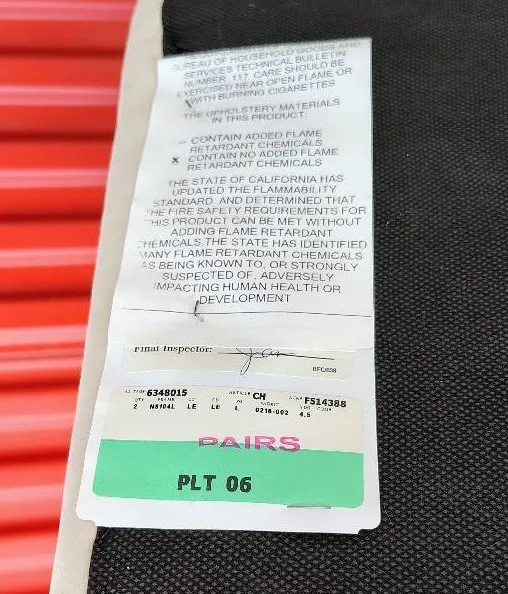 BUREAU OF HOUSEHOLD GOODS AND
SERVICES TECHNICAL BULLETIN
NUMBER 117. CARE SHOULD BE
EXERCISED NEAR OPEN FLAME OR
WITH BURNING CIGARETTES
THE UPHOLSTERY MATERIALS
IN THIS PRODUCT:
CONTAIN ADDED FLAME
RETARDANT CHEMICALS
X CONTAIN NO ADDED FLAME
RETARDANT CHEMICALS
THE STATE OF CALIFORNIA HAS
UPDATED THE FLAMMABILITY
STANDARD AND DETERMINED THAT
THE FIRE SAFETY REQUIREMENTS FOR
THIS PRODUCT CAN BE MET WITHOUT
ADDING FLAME RETARDANT
CHEMICALS.THE STATE HAS IDENTIFIED
MANY FLAME RETARDANT CHEMICALS
AS BEING KNOWN TO, OR STRONGLY
SUSPECTED OF, ADVERSELY
IMPACTING HUMAN HEALTH OR
DEVELOPMENT
Final Inspector:
6348015 ARTICLE CH F514388
QTY FRAME
2 N8104L LE LE L 0218-002 4.5
PAIRS
PLT 06